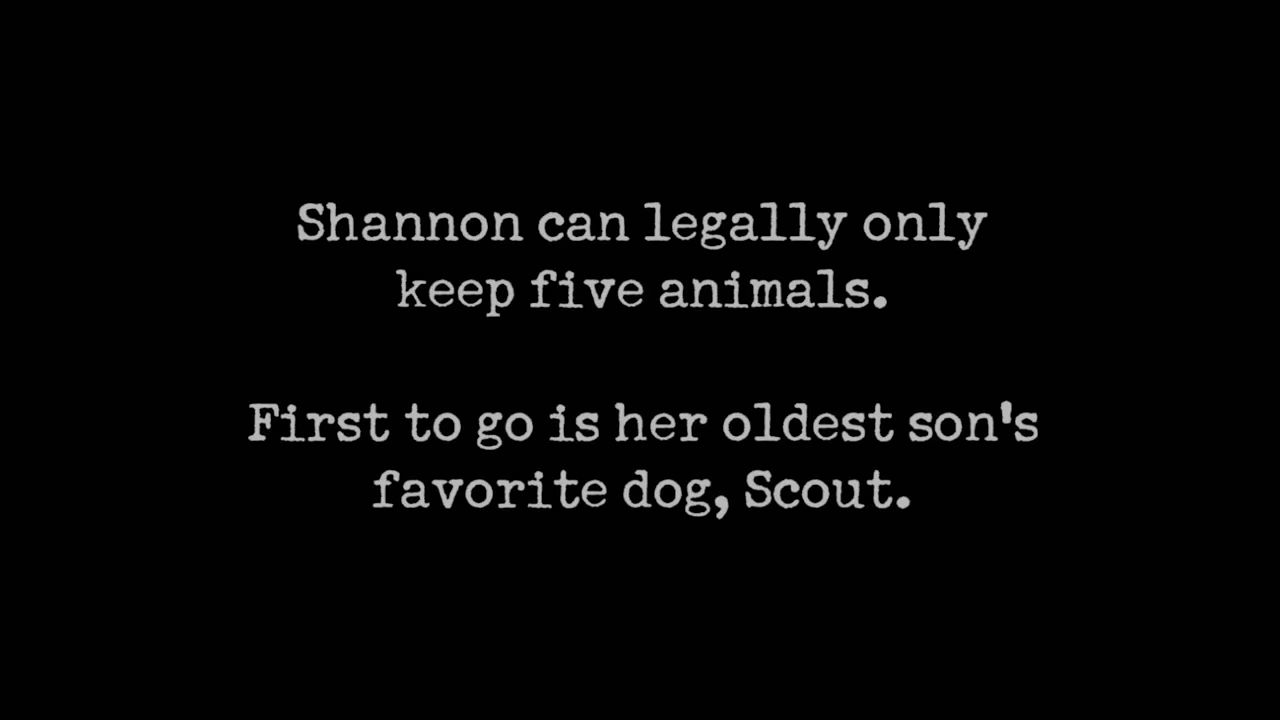 Shannon can legally only
keep five animals.
First to go is her oldest son's
favorite dog, Scout.